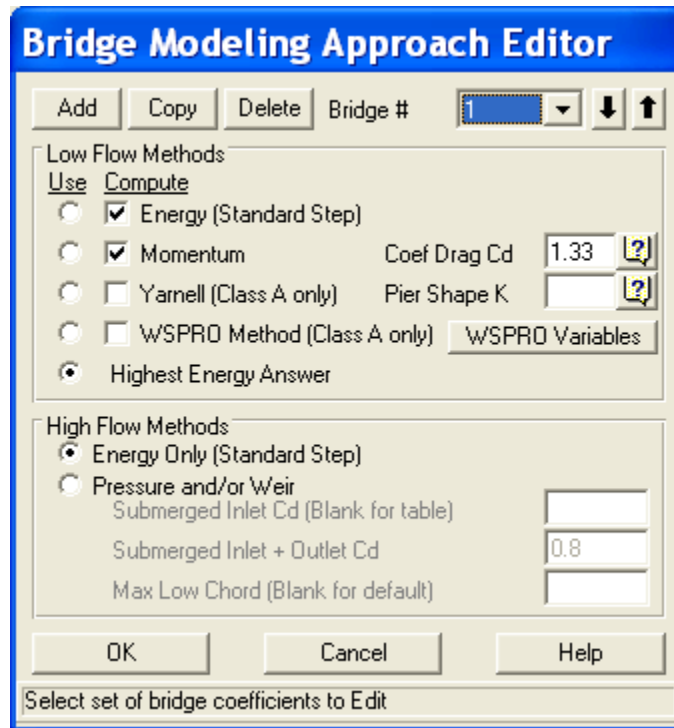 Bridge Modeling Approach Editor
Add Copy Delete Bridge # 1
Low Flow Methods
Use Compute
Energy (Standard Step)
Momentum Coef Drag Cd 1.33 ?
Yarnell (Class A only) Pier Shape K ?
WSPRO Method (Class A only) WSPRO Variables
Highest Energy Answer
High Flow Methods
Energy Only (Standard Step)
Pressure and/or Weir
Submerged Inlet Cd (Blank for table)
Submerged Inlet + Outlet Cd 0.8
Max Low Chord (Blank for default)
OK Cancel Help
Select set of bridge coefficients to Edit